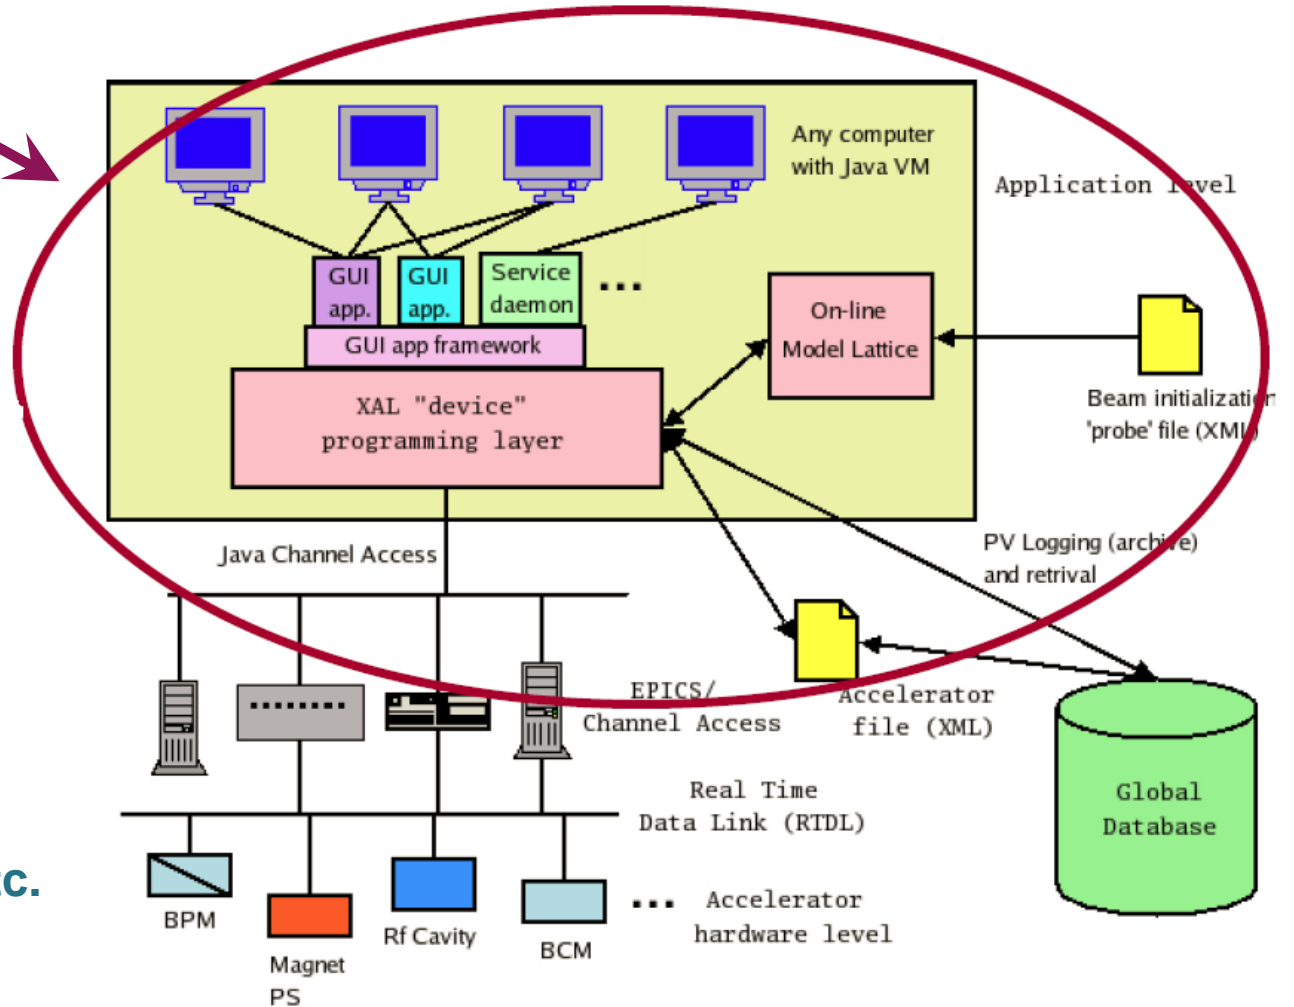 Any computer
with Java VM
Application level
GUI
app.
GUI
app.
Service
daemon
...
GUI app framework
On-line
Model Lattice
XAL "device"
programming layer
Beam initialization
'probe' file (XML)
Java Channel Access
PV Logging (archive)
and retrival
EPICS/
Channel Access
Accelerator
file (XML)
Real Time
Data Link (RTDL)
Global
Database
tc.
BPM
Magnet
PS
Rf Cavity
BCM
...
Accelerator
hardware level